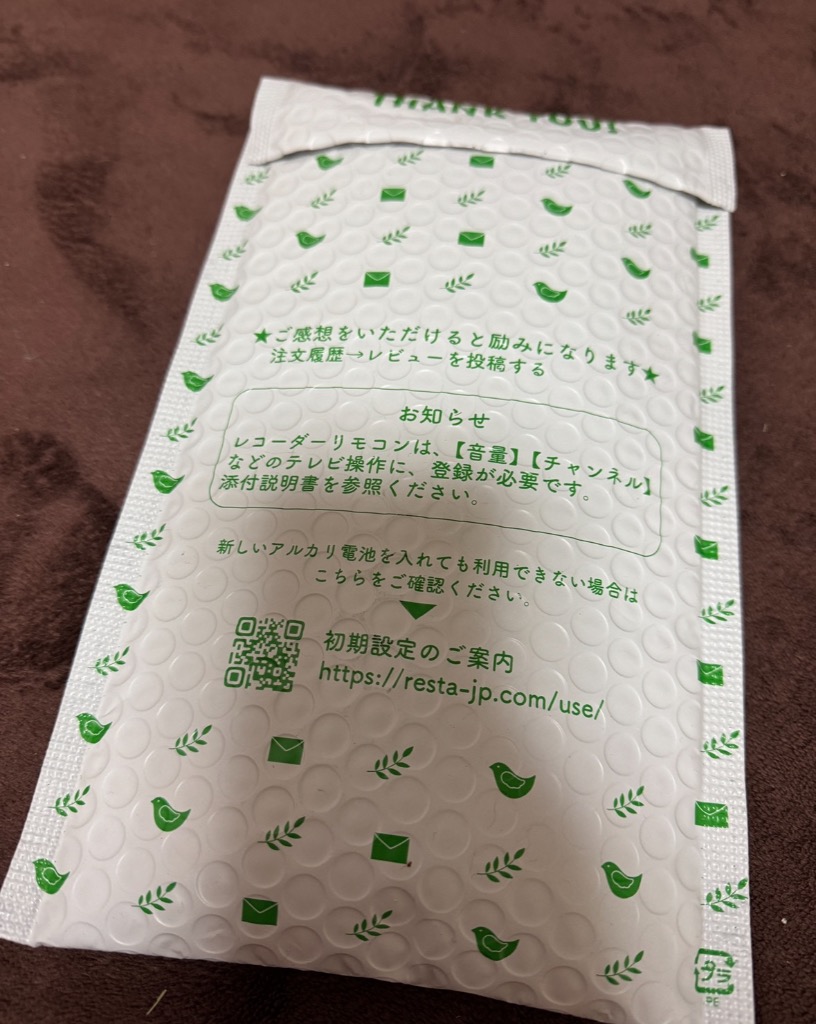 THANK YOU!
★ご感想をいただけると励みになります★
注文履歴→レビューを投稿する
お知らせ
レコーダーリモコンは、【音量】【チャンネル】
などのテレビ操作に、登録が必要です。
添付説明書を参照ください。
新しいアルカリ電池を入れても利用できない場合は
こちらをご確認ください。
初期設定のご案内
https://resta-jp.com/use/
プラ
PE